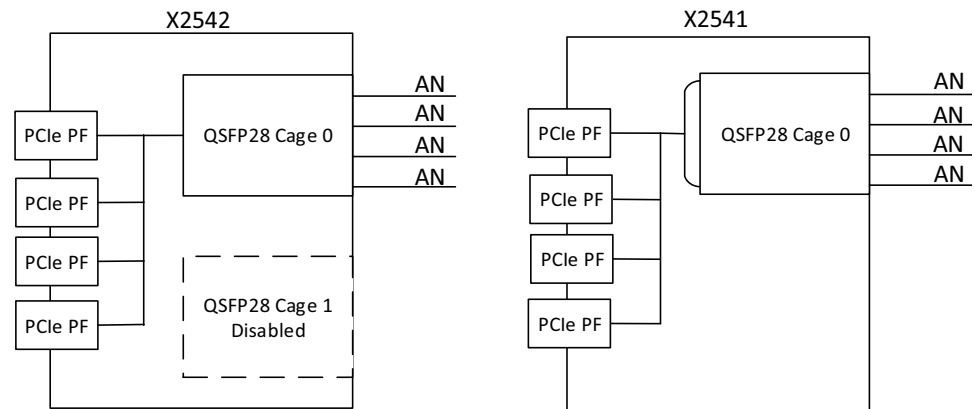 X2542
PCIe PF
PCIe PF
PCIe PF
PCIe PF
QSFP28 Cage 0
AN
AN
AN
AN
QSFP28 Cage 1
Disabled
X2541
PCIe PF
PCIe PF
PCIe PF
PCIe PF
QSFP28 Cage 0
AN
AN
AN
AN